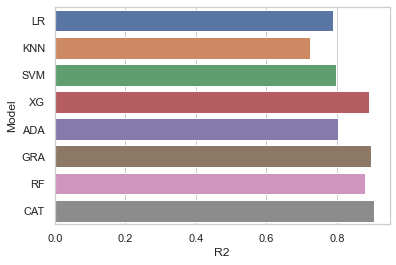 LR
KNN
SVM
XG
ADA
GRA
RF
CAT
Model
0.0 0.2 0.4 0.6 0.8
R2